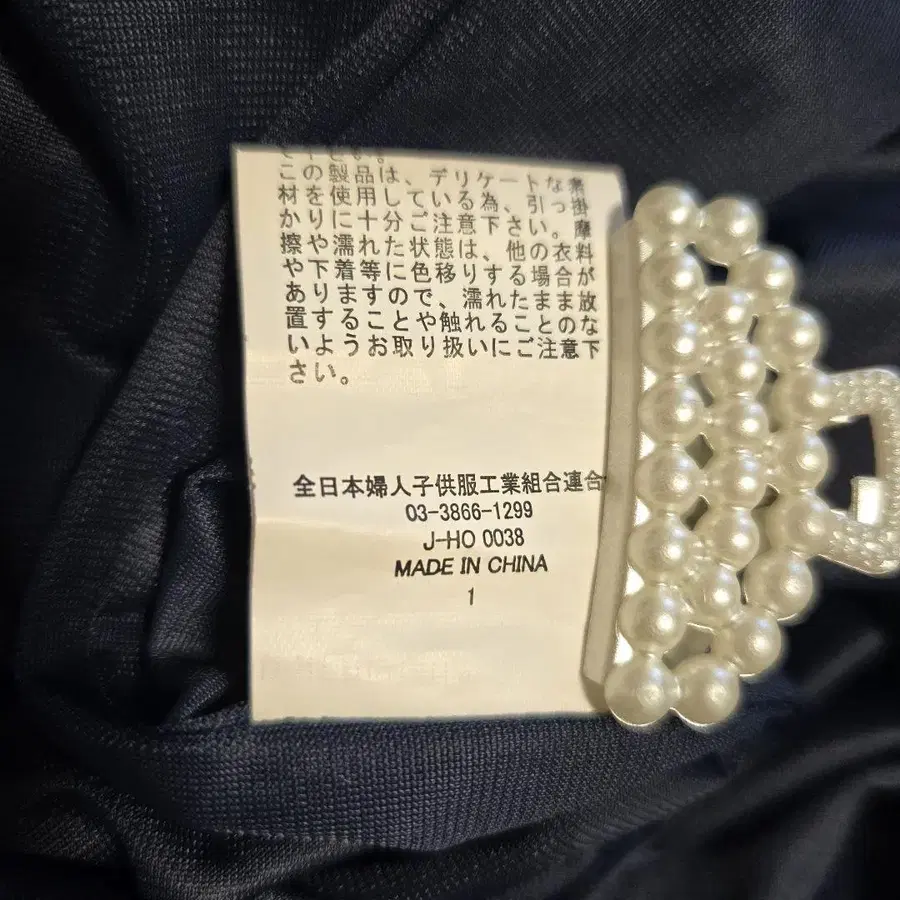 この製品は、デリケートな素
材を使用している為、引っ掛
かりに十分ご注意下さい。摩
擦や濡れた状態は、他の衣料
や下着等に色移りする場合が
ありますので、濡れたまま放
置することや触れることのな
いようお取り扱いにご注意下
さい。
全日本婦人子供服工業組合連合
03-3866-1299
J-HO 0038
MADE IN CHINA
1